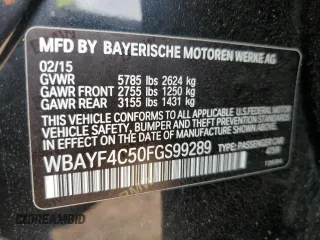 MFD BY BAYERISCHE MOTOREN WERKE AG
02/15
GVWR 5785 lbs 2624 kg
GAWR FRONT 2755 lbs 1250 kg
GAWR REAR 3155 lbs 1431 kg
THIS VEHICLE CONFORMS TO ALL APPLICABLE
FEDERAL MOTOR VEHICLE SAFETY,
BUMPER, AND THEFT PREVENTION STANDARDS
IN EFFECT ON THE DATE OF
MANUFACTURE SHOWN ABOVE.
WBAYF4C50FGS99289 TYPE: PASSENGER CAR
DREAMBID